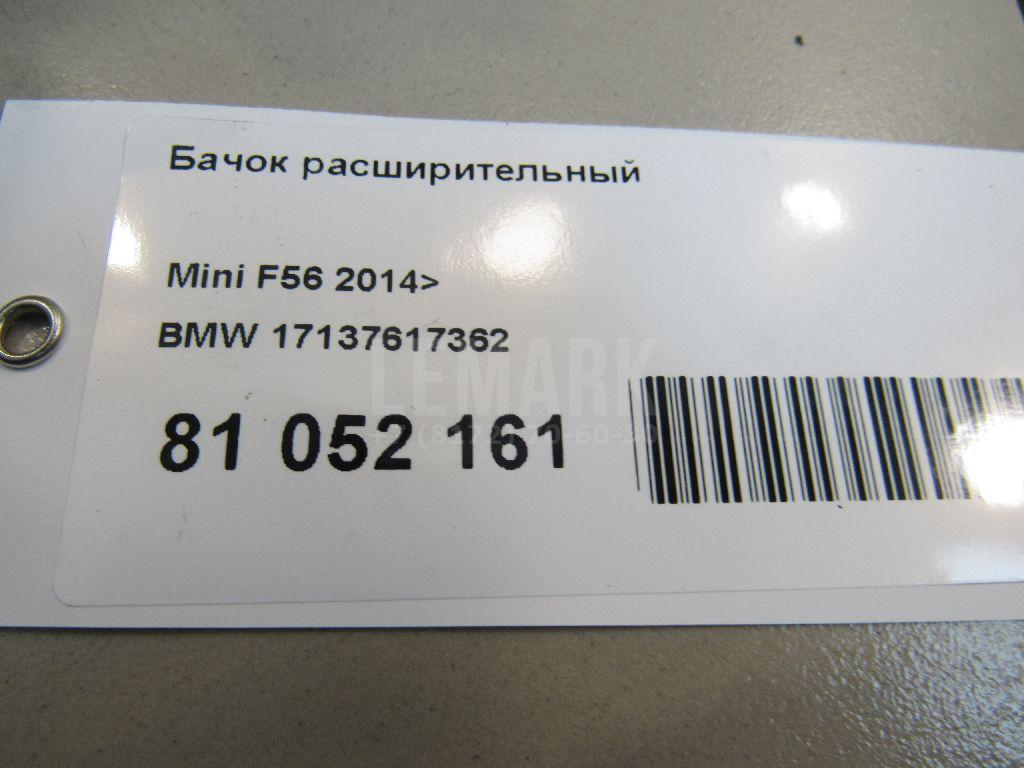 Бачок расширительный
Mini F56 2014>
BMW 17137617362
LEMARK
81 052 161